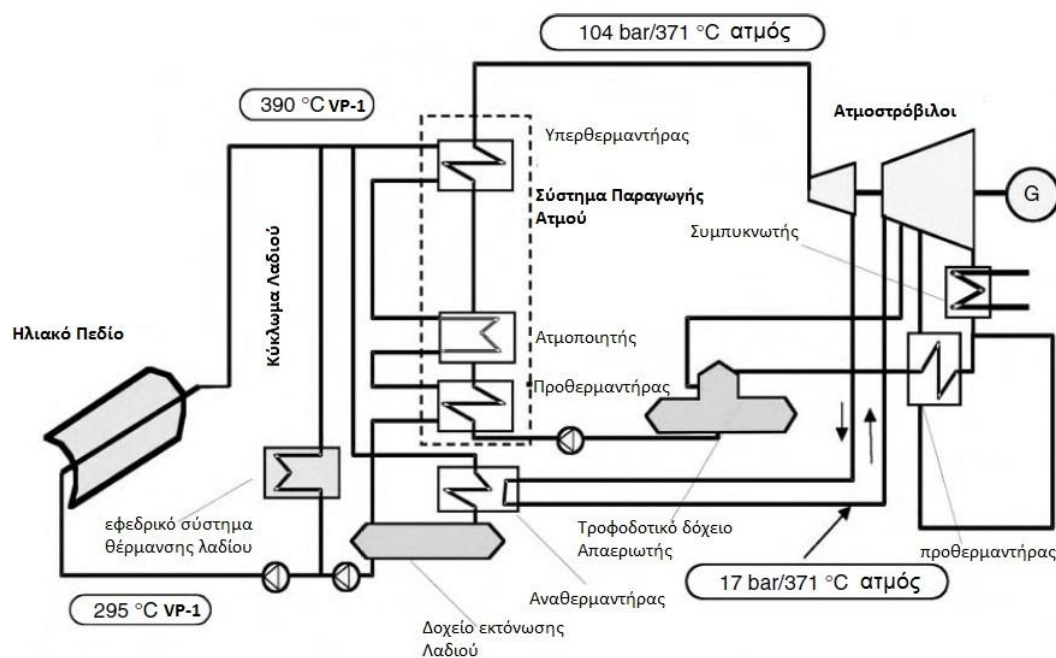 104 bar/371 °C ατμός
390 °C VP-1
Ατμοστρόβιλοι
Υπερθερμαντήρας
Σύστημα Παραγωγής
Ατμού
G
Συμπυκνωτής
Κύκλωμα Λαδιού
Ηλιακό Πεδίο
Ατμοποιητής
Προθερμαντήρας
εφεδρικό σύστημα
θέρμανσης λαδίου
Τροφοδοτικό δόχειο
Απαεριωτής
προθερμαντήρας
17 bar/371 °C ατμός
Αναθερμαντήρας
295 °C VP-1
Δοχείο εκτόνωσης
Λαδιού